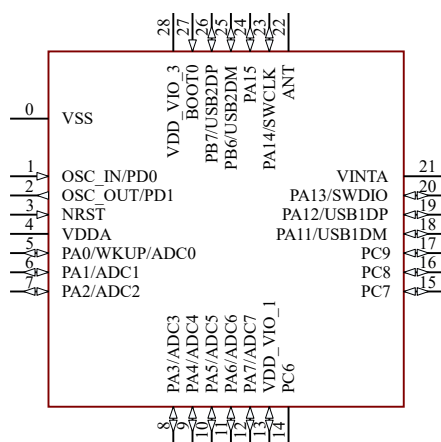 28 27 26 25 24 23 22
VDD_VIO_3
BOOT0
PB7/USB2DP
PB6/USB2DM
PA15
PA14/SWCLK
ANT
0 VSS
1 OSC_IN/PD0
2 OSC_OUT/PD1
3 NRST
4 VDDA
5 PA0/WKUP/ADC0
6 PA1/ADC1
7 PA2/ADC2
VINTA 21
PA13/SWDIO 20
PA12/USB1DP 19
PA11/USB1DM 18
PC9 17
PC8 16
PC7 15
PA3/ADC3
PA4/ADC4
PA5/ADC5
PA6/ADC6
PA7/ADC7
VDD_VIO_1
PC6
8 9 10 11 12 13 14